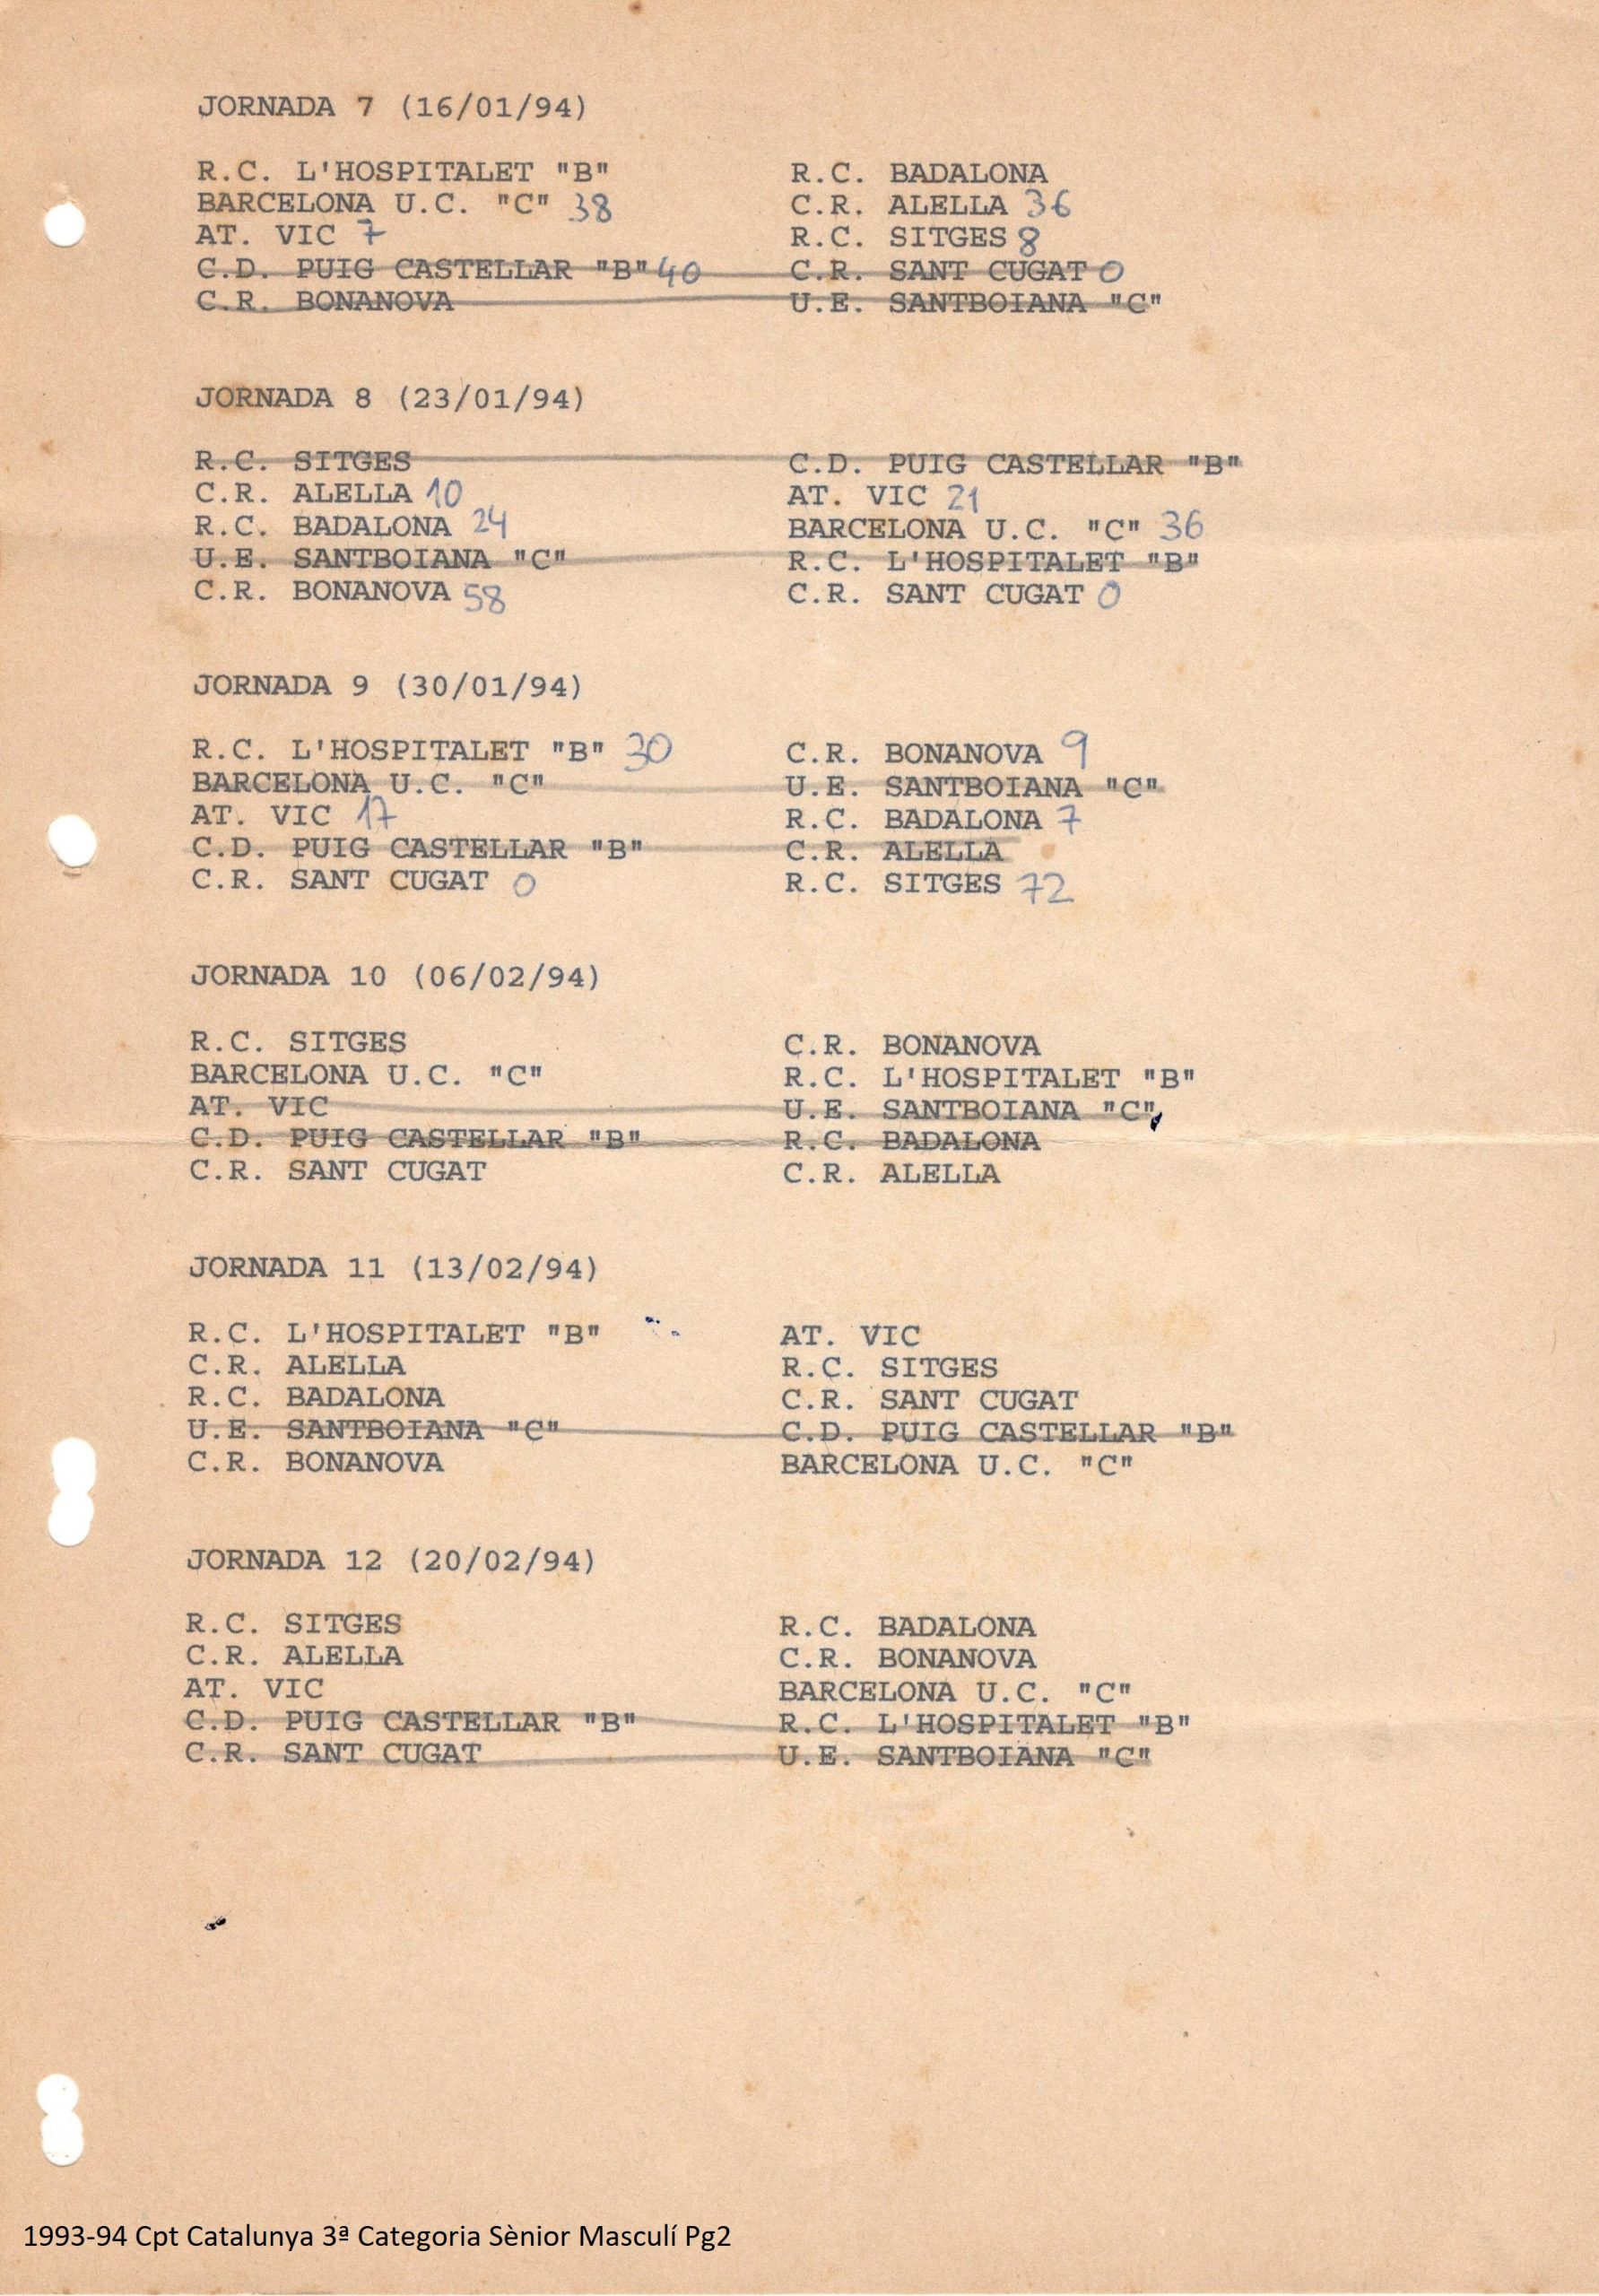 JORNADA 7 (16/01/94)
R.C. L'HOSPITALET "B" R.C. BADALONA
BARCELONA U.C. "C" 38 C.R. ALELLA 36
AT. VIC 7 R.C. SITGES 8
C.D. PUIG CASTELLAR "B" 40 C.R. SANT CUGAT 0
C.R. BONANOVA U.E. SANTBOIANA "C"
JORNADA 8 (23/01/94)
R.C. SITGES C.D. PUIG CASTELLAR "B"
C.R. ALELLA 10 AT. VIC 21
R.C. BADALONA 24 BARCELONA U.C. "C" 36
U.E. SANTBOIANA "C" R.C. L'HOSPITALET "B"
C.R. BONANOVA 58 C.R. SANT CUGAT 0
JORNADA 9 (30/01/94)
R.C. L'HOSPITALET "B" 30 C.R. BONANOVA 9
BARCELONA U.C. "C" U.E. SANTBOIANA "C"
AT. VIC 17 R.C. BADALONA 7
C.D. PUIG CASTELLAR "B" C.R. ALELLA
C.R. SANT CUGAT 0 R.C. SITGES 72
JORNADA 10 (06/02/94)
R.C. SITGES C.R. BONANOVA
BARCELONA U.C. "C" R.C. L'HOSPITALET "B"
AT. VIC U.E. SANTBOIANA "C"
C.D. PUIG CASTELLAR "B" R.C. BADALONA
C.R. SANT CUGAT C.R. ALELLA
JORNADA 11 (13/02/94)
R.C. L'HOSPITALET "B" AT. VIC
C.R. ALELLA R.C. SITGES
R.C. BADALONA C.R. SANT CUGAT
U.E. SANTBOIANA "C" C.D. PUIG CASTELLAR "B"
C.R. BONANOVA BARCELONA U.C. "C"
JORNADA 12 (20/02/94)
R.C. SITGES R.C. BADALONA
C.R. ALELLA C.R. BONANOVA
AT. VIC BARCELONA U.C. "C"
C.D. PUIG CASTELLAR "B" R.C. L'HOSPITALET "B"
C.R. SANT CUGAT U.E. SANTBOIANA "C"
1993-94 Cpt Catalunya 3ª Categoria Sènior Masculí Pg2